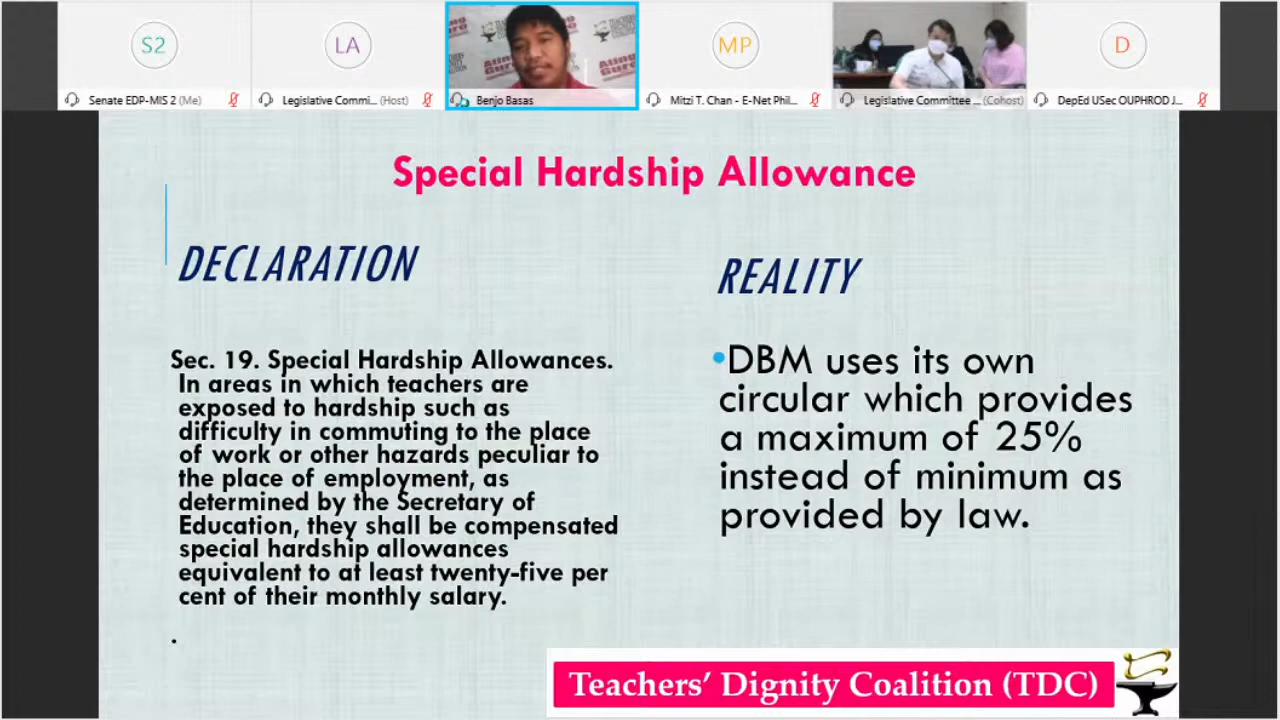 S2
LA
MP
D
Senate EDP-MIS 2 (Me)
Legislative Commi... (Host)
Benjo Basas
Mitzi T. Chan - E-Net Phil...
Legislative Committee ... (Cohost)
DepEd USec OUPHROD J...
Special Hardship Allowance
DECLARATION
Sec. 19. Special Hardship Allowances.
In areas in which teachers are
exposed to hardship such as
difficulty in commuting to the place
of work or other hazards peculiar to
the place of employment, as
determined by the Secretary of
Education, they shall be compensated
special hardship allowances
equivalent to at least twenty-five per
cent of their monthly salary.
.
REALITY
•DBM uses its own
circular which provides
a maximum of 25%
instead of minimum as
provided by law.
Teachers’ Dignity Coalition (TDC)